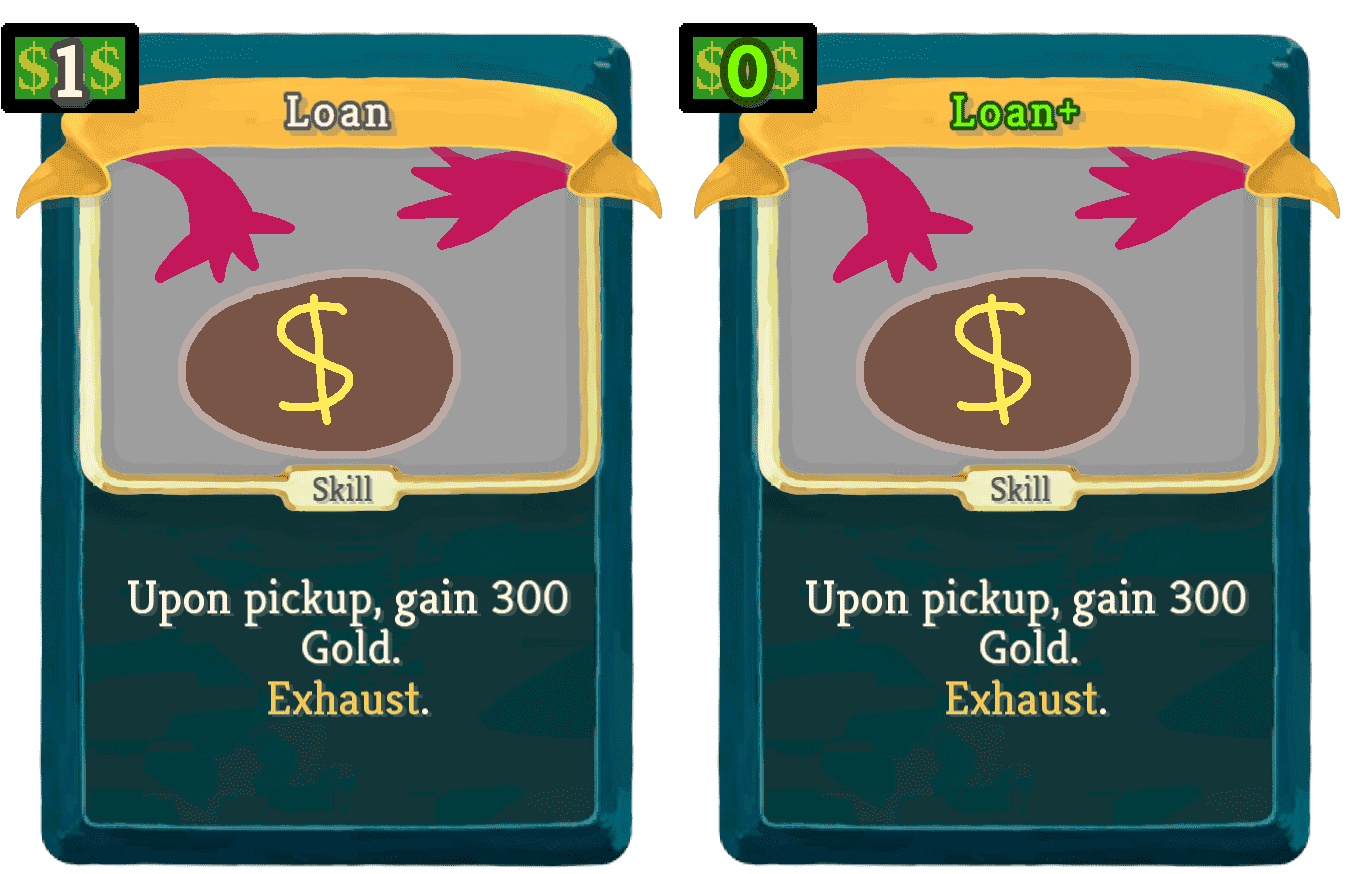 $1$
Loan
$
Skill
Upon pickup, gain 300
Gold.
Exhaust.
$0$
Loan+
$
Skill
Upon pickup, gain 300
Gold.
Exhaust.